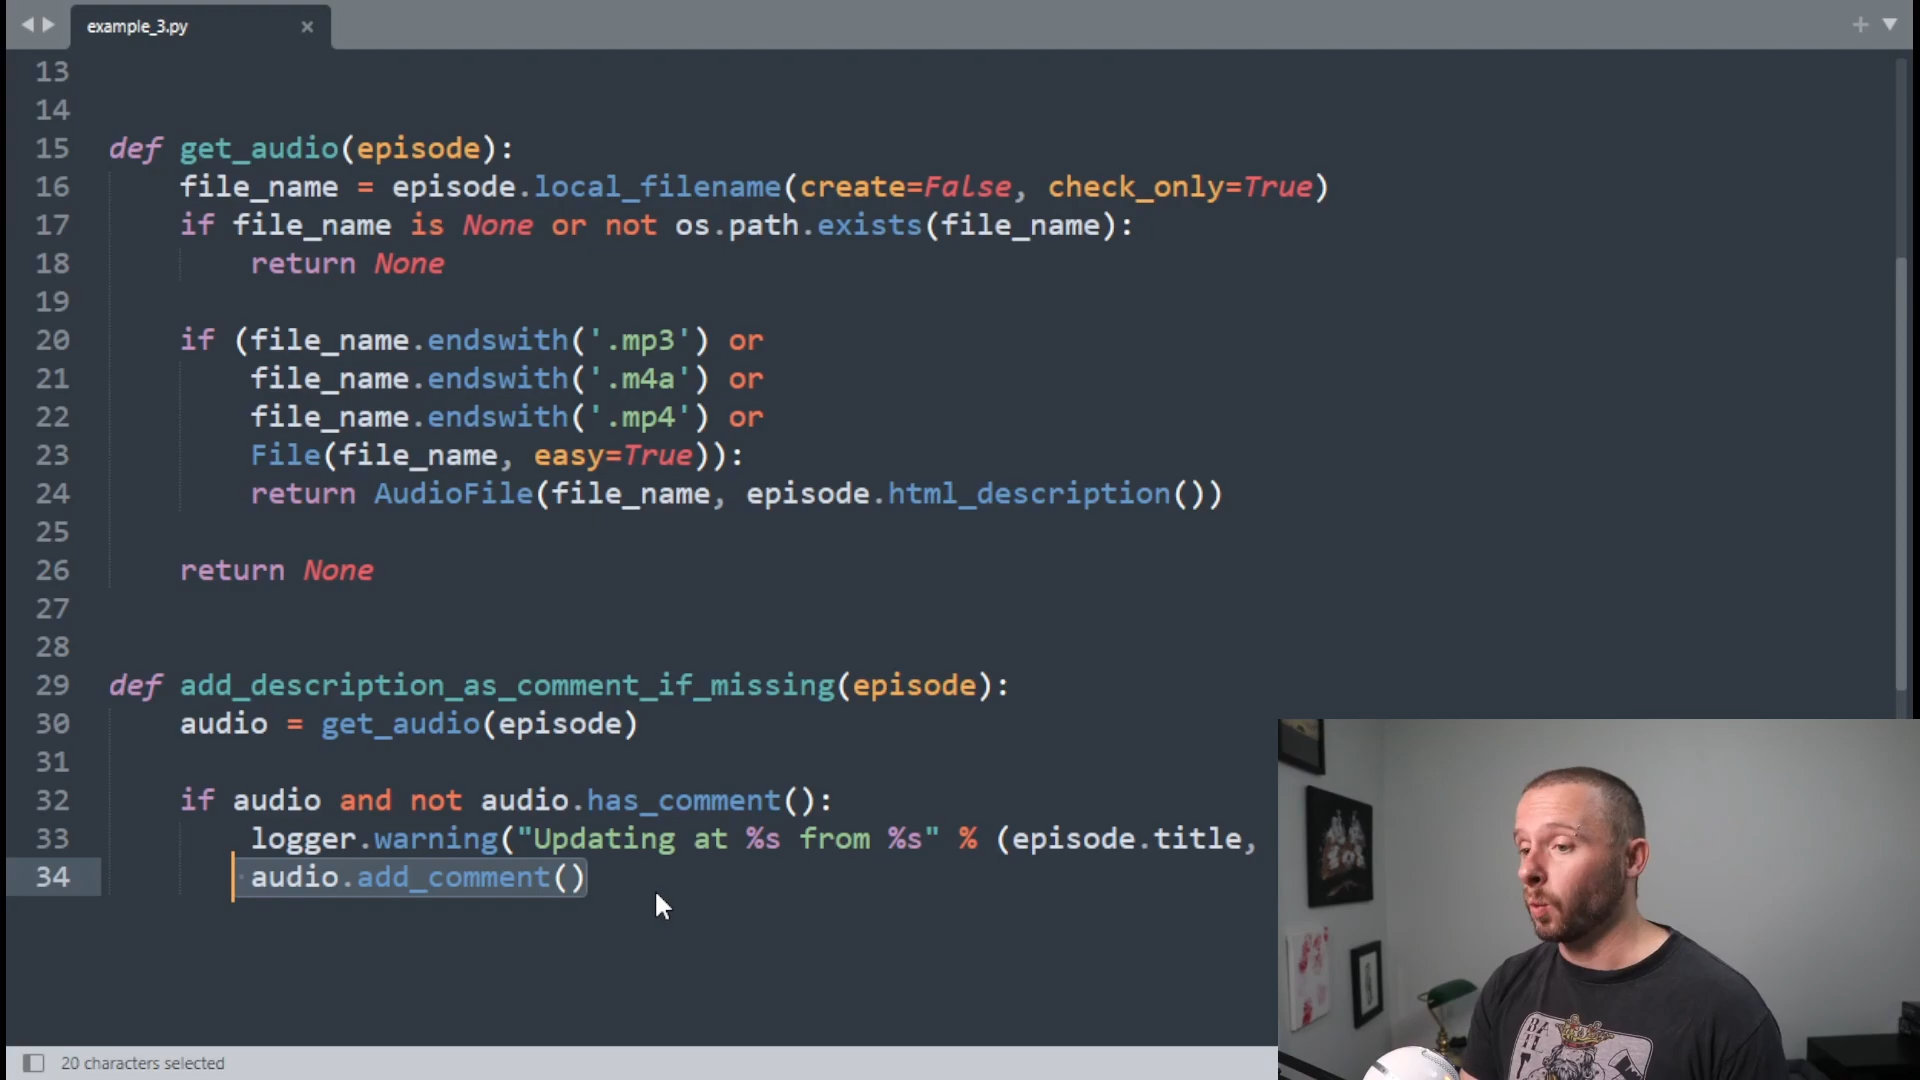 example_3.py
13
14
15 def get_audio(episode):
16 file_name = episode.local_filename(create=False, check_only=True)
17 if file_name is None or not os.path.exists(file_name):
18 return None
19
20 if (file_name.endswith('.mp3') or
21 file_name.endswith('.m4a') or
22 file_name.endswith('.mp4') or
23 File(file_name, easy=True)):
24 return AudioFile(file_name, episode.html_description())
25
26 return None
27
28
29 def add_description_as_comment_if_missing(episode):
30 audio = get_audio(episode)
31
32 if audio and not audio.has_comment():
33 logger.warning("Updating at %s from %s" % (episode.title,
34 audio.add_comment()
20 characters selected